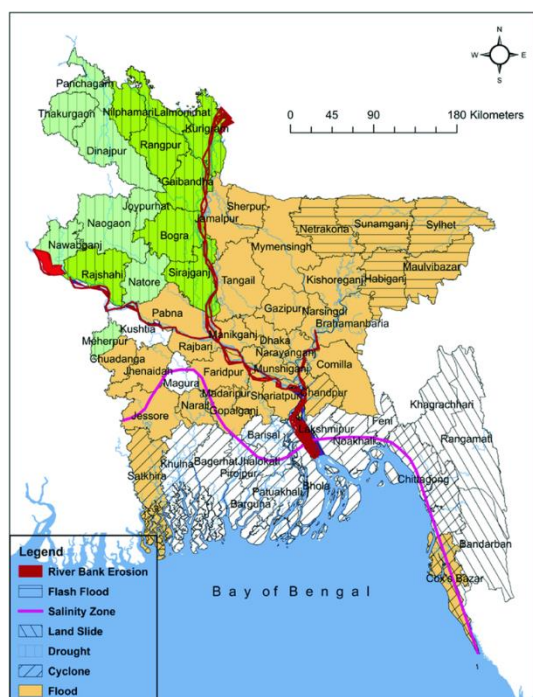 N
W E
S
0 45 90 180 Kilometers
Panchagarh
Thakurgaon
Nilphamari
Lalmonirhat
Kurigram
Rangpur
Dinajpur
Gaibandha
Joypurhat
Jamalpur
Sherpur
Naogaon
Bogra
Netrakona
Sunamganj
Sylhet
Mymensingh
Nawabganj
Rajshahi
Natore
Sirajganj
Tangail
Kishoreganj
Habiganj
Maulvibazar
Pabna
Gazipur
Narsingdi
Brahamanbaria
Kushtia
Meherpur
Manikganj
Dhaka
Rajbari
Narayanganj
Chuadanga
Jhenaidah
Faridpur
Munshiganj
Comilla
Magura
Madaripur
Shariatpur
Chandpur
Narail
Gopalganj
Khagrachhari
Jessore
Barisal
Lakshmipur
Feni
Noakhali
Rangamati
Satkhira
Khulna
Bagerhat
Jhalokati
Pirojpur
Bhola
Chittagong
Patuakhali
Barguna
Bandarban
Cox's Bazar
Bay of Bengal
Legend
River Bank Erosion
Flash Flood
Salinity Zone
Land Slide
Drought
Cyclone
Flood